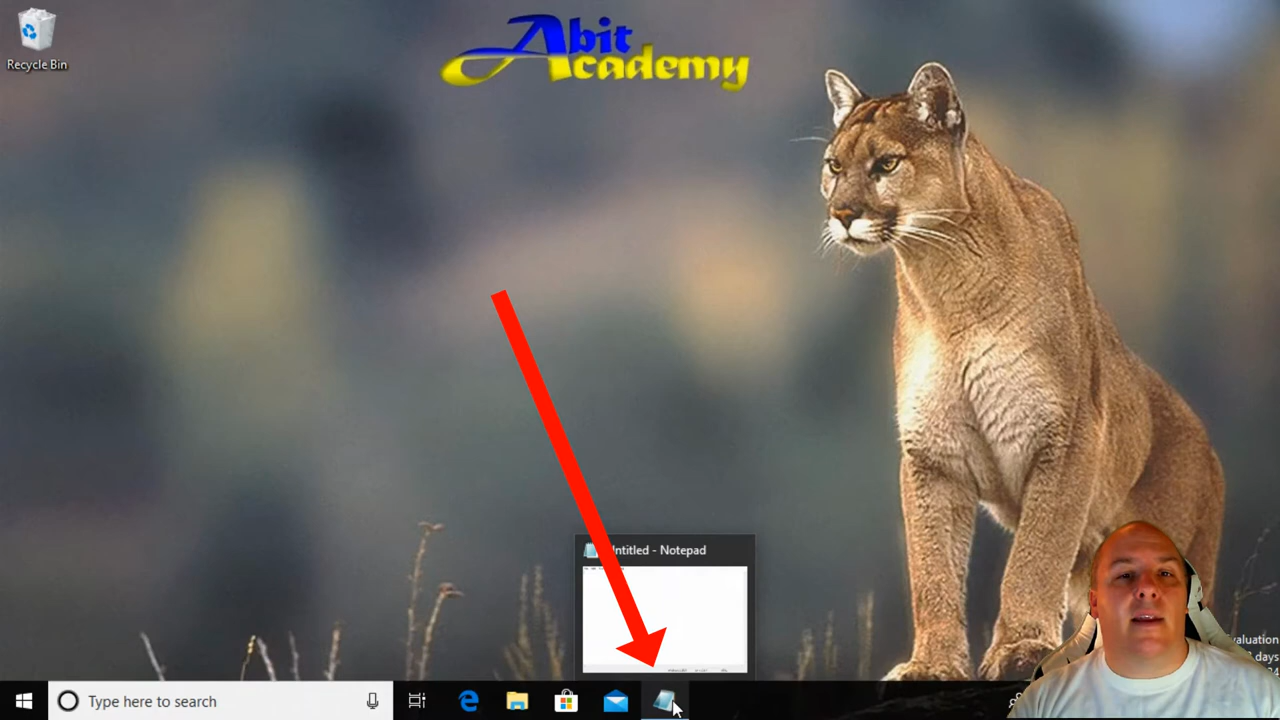 Recycle Bin
Abit
Academy
Untitled - Notepad
Type here to search